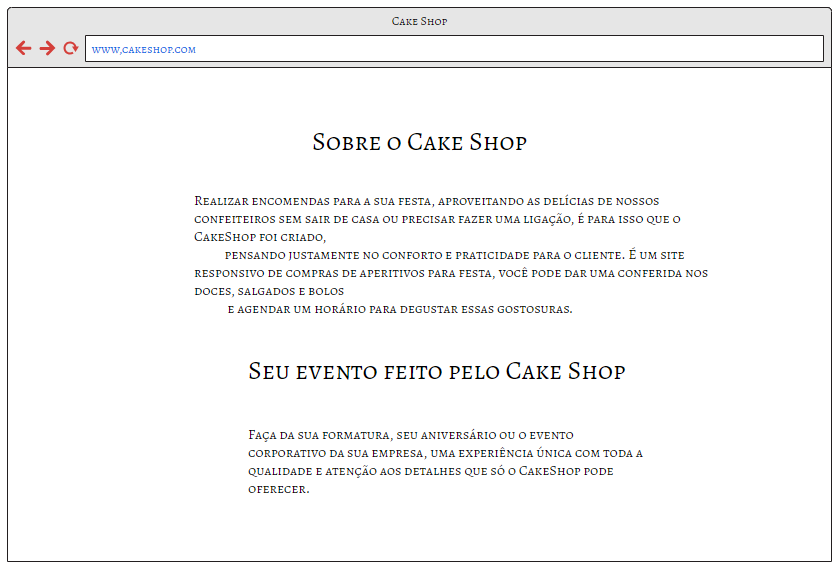 Cake Shop
www,cakeshop.com
Sobre o Cake Shop
Realizar encomendas para a sua festa, aproveitando as delícias de nossos
confeiteiros sem sair de casa ou precisar fazer uma ligação, é para isso que o
CakeShop foi criado,
pensando justamente no conforto e praticidade para o cliente. É um site
responsivo de compras de aperitivos para festa, você pode dar uma conferida nos
doces, salgados e bolos
e agendar um horário para degustar essas gostosuras.
Seu evento feito pelo Cake Shop
Faça da sua formatura, seu aniversário ou o evento
corporativo da sua empresa, uma experiência única com toda a
qualidade e atenção aos detalhes que só o CakeShop pode
oferecer.